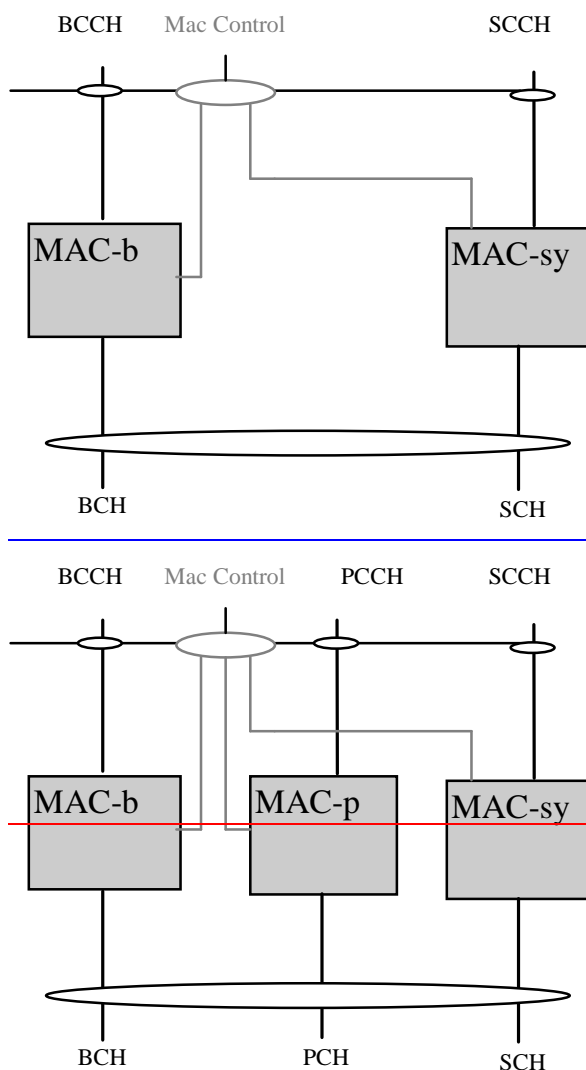 BCCH Mac Control SCCH
MAC-b MAC-sy
BCH SCH
BCCH Mac Control PCCH SCCH
MAC-b MAC-p MAC-sy
BCH PCH SCH